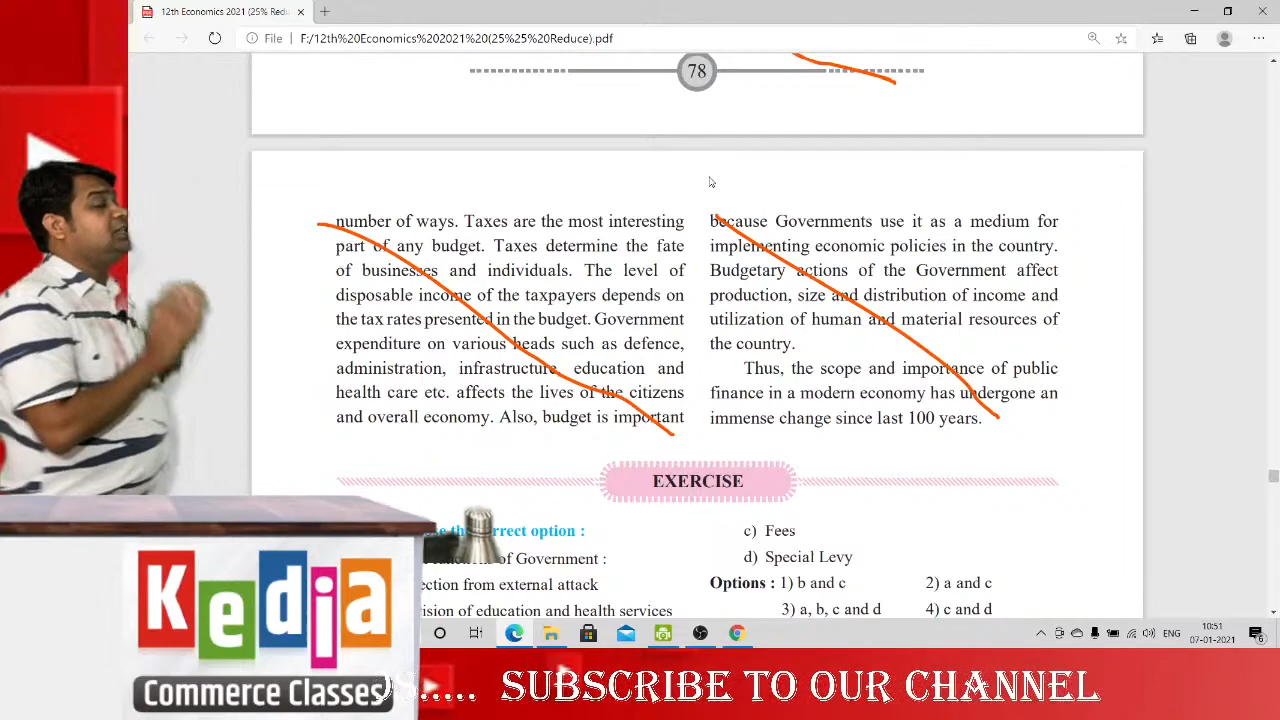 12th Economics 2021 (25% Redu
File F:/12th%20Economics%202021%20(25%25%20Reduce).pdf
78
number of ways. Taxes are the most interesting
part of any budget. Taxes determine the fate
of businesses and individuals. The level of
disposable income of the taxpayers depends on
the tax rates presented in the budget. Government
expenditure on various heads such as defence,
administration, infrastructure, education and
health care etc. affects the lives of the citizens
and overall economy. Also, budget is important
because Governments use it as a medium for
implementing economic policies in the country.
Budgetary actions of the Government affect
production, size and distribution of income and
utilization of human and material resources of
the country.
Thus, the scope and importance of public
finance in a modern economy has undergone an
immense change since last 100 years.
EXERCISE
correct option :
of Government :
ection from external attack
vision of education and health services
c) Fees
d) Special Levy
Options : 1) b and c 2) a and c
3) a, b, c and d 4) c and d
ENG
10:51
07-01-2021
6
Kedia
Commerce Classes
SUBSCRIBE TO OUR CHANNEL